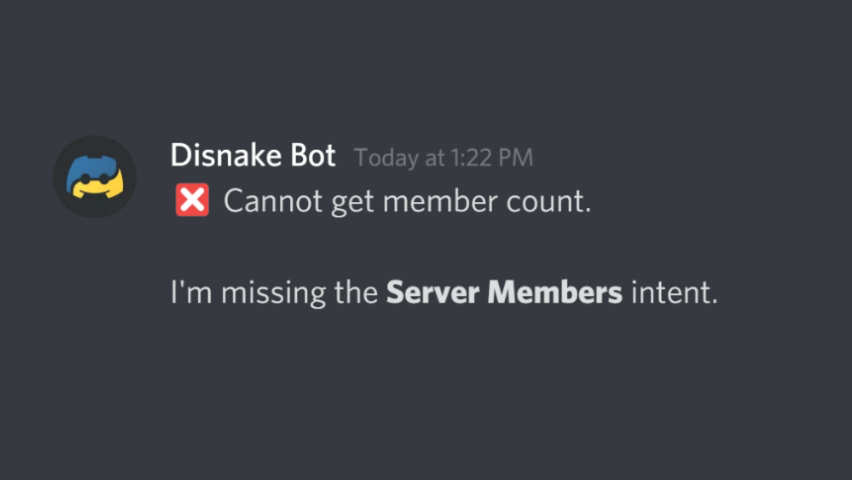 Disnake Bot Today at 1:22 PM
❌ Cannot get member count.
I'm missing the Server Members intent.